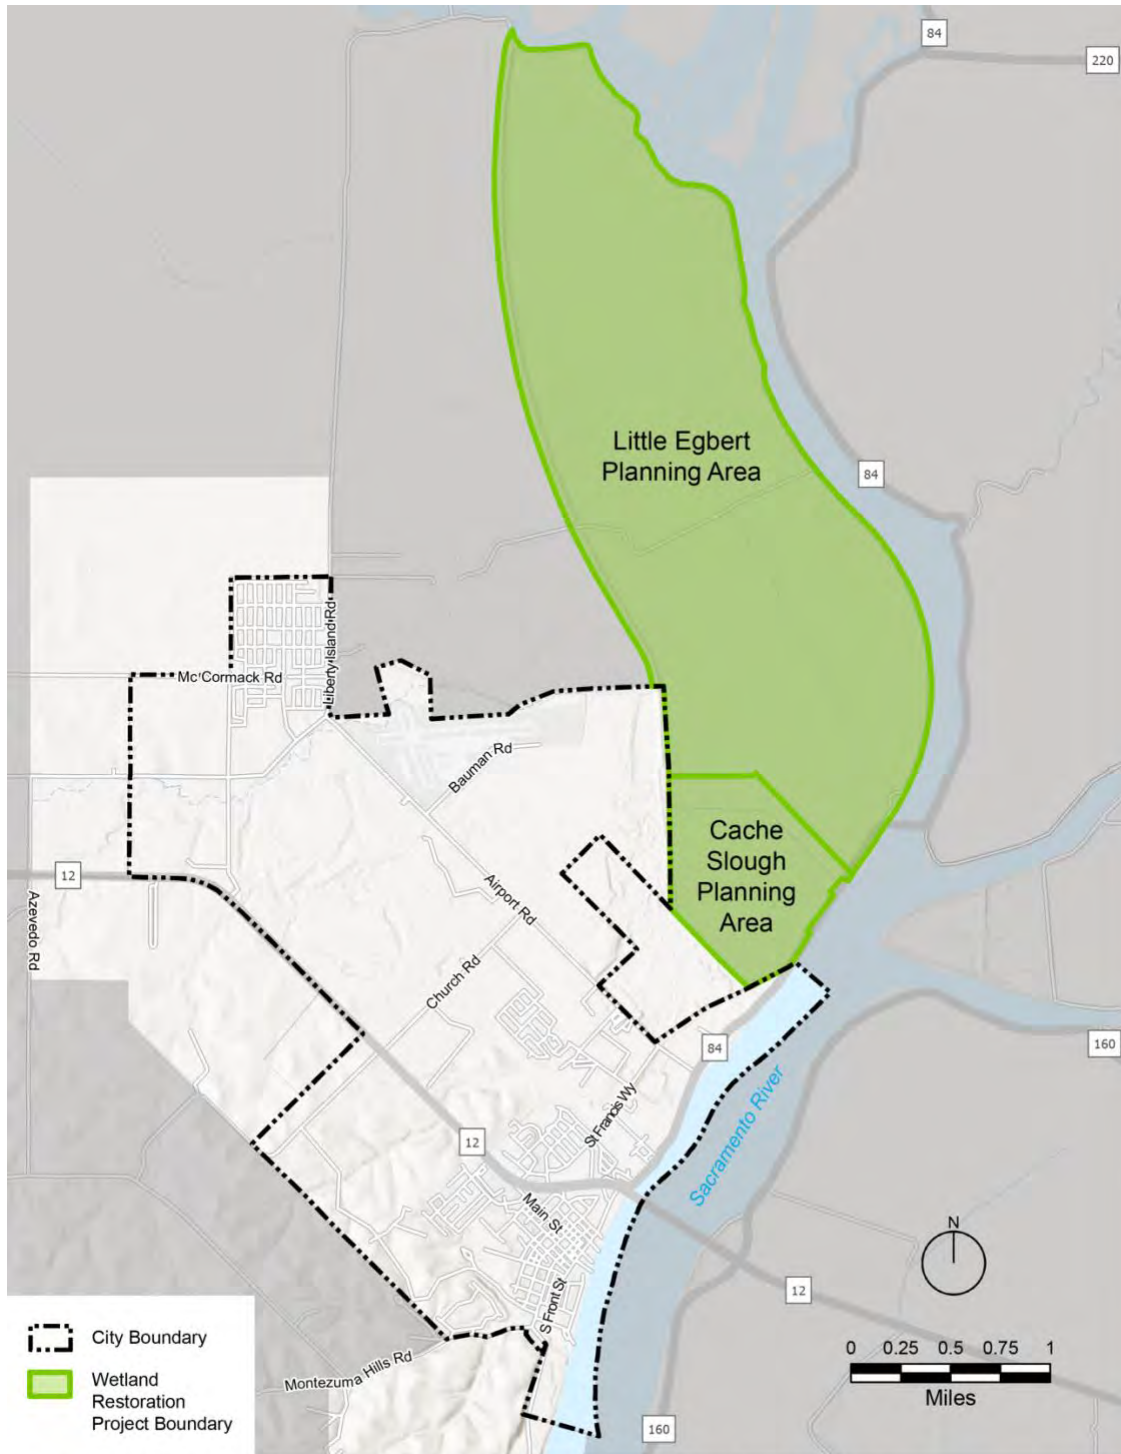 84
220
Little Egbert
Planning Area
84
Liberty Island Rd
Mc'Cormack Rd
Bauman Rd
Cache
Slough
Planning
Area
12
Azevedo Rd
Airport Rd
Church Rd
84
160
St Francis Wy
Sacramento River
12
Main St
N
12
S Front St
City Boundary
Montezuma Hills Rd
Wetland
Restoration
Project Boundary
0 0.25 0.5 0.75 1
Miles
160